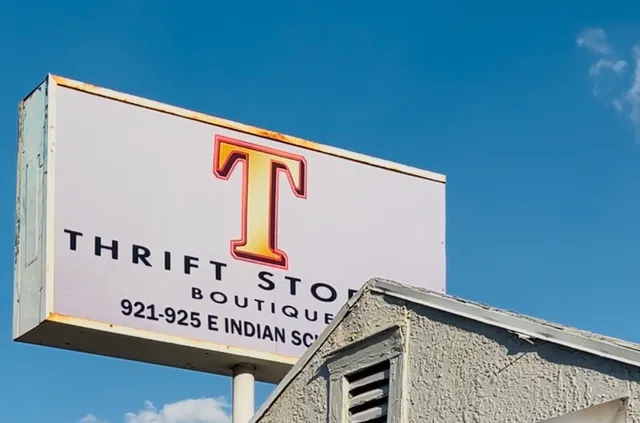 T
THRIFT STO
BOUTIQUE
921-925 E INDIAN SC